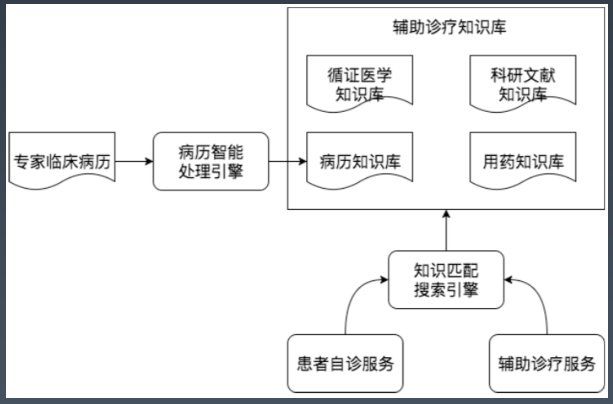 辅助诊疗知识库
循证医学
知识库
科研文献
知识库
专家临床病历
病历智能
处理引擎
病历知识库
用药知识库
知识匹配
搜索引擎
患者自诊服务
辅助诊疗服务